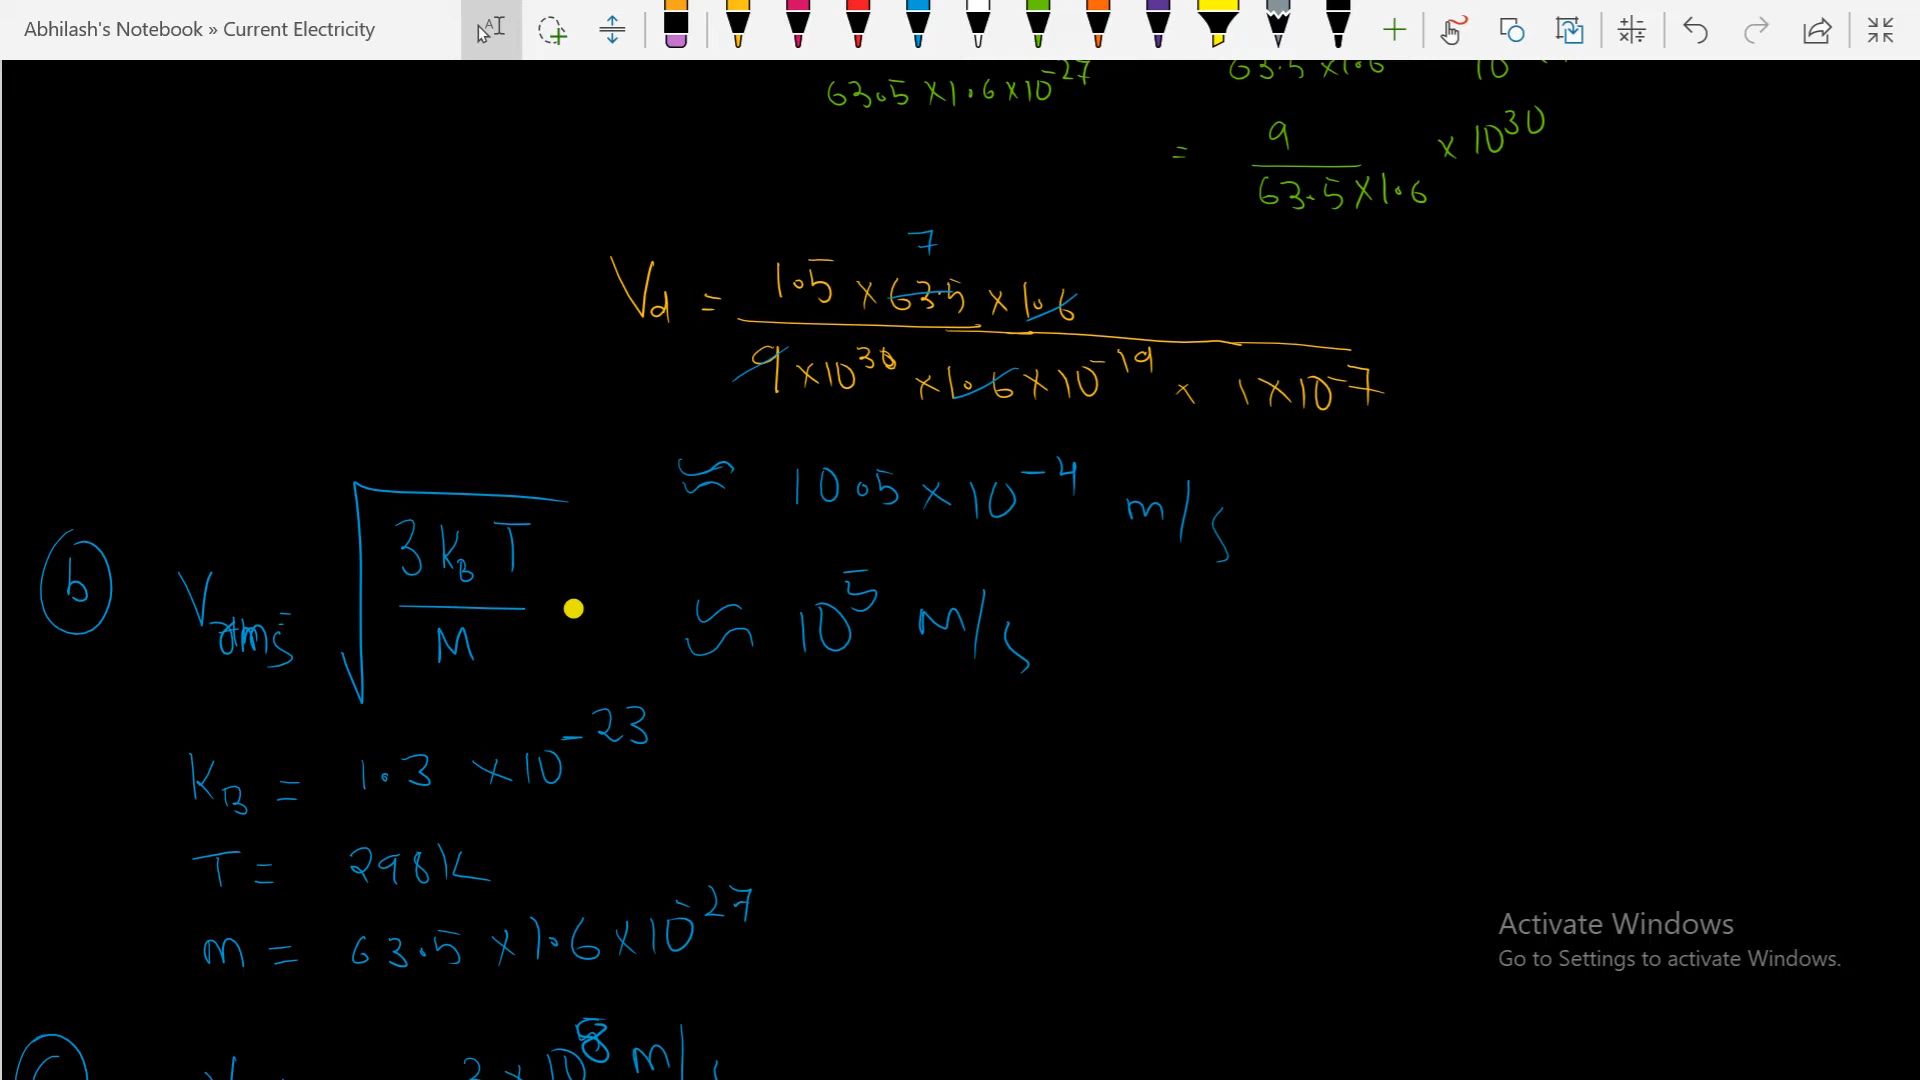 Abhilash's Notebook » Current Electricity
63.5 × 1.6 × 10⁻²⁷
63.5 × 1.6
= 9 / (63.5 × 1.6) × 10³⁰
7
V_d = (1.5 × 63.5 × 1.6) / (9 × 10³⁰ × 1.6 × 10⁻¹⁹ × 1 × 10⁻⁷)
≈ 10.5 × 10⁻⁴ m/s
b V_rms √(3 K_B T / M) ≈ 10⁵ m/s
K_B = 1.3 × 10⁻²³
T = 298K
m = 63.5 × 1.6 × 10⁻²⁷
Activate Windows
Go to Settings to activate Windows.